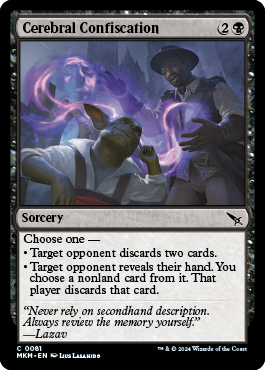 Cerebral Confiscation 2
Sorcery
Choose one —
• Target opponent discards two cards.
• Target opponent reveals their hand. You
choose a nonland card from it. That
player discards that card.
"Never rely on secondhand description.
Always review the memory yourself."
—Lazav
C 0081
MKM • EN Luis Lasahido
™ & © 2024 Wizards of the Coast